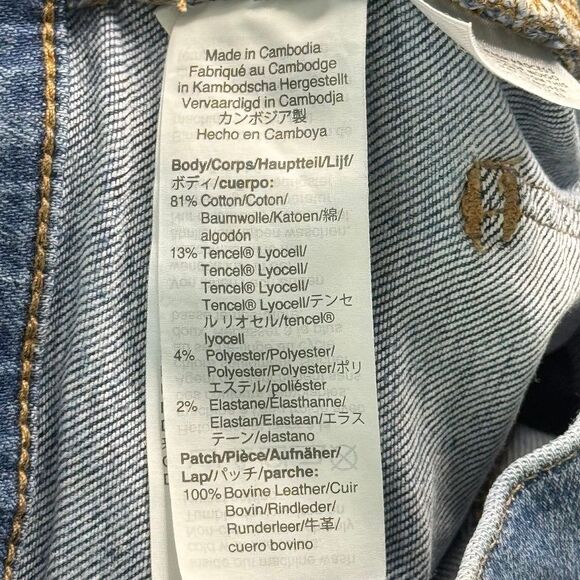 Made in Cambodia
Fabriqué au Cambodge
in Kambodscha Hergestellt
Vervaardigd in Cambodja
カンボジア製
Hecho en Camboya
Body/Corps/Hauptteil/Lijf/
ボディ/cuerpo:
81% Cotton/Coton/
Baumwolle/Katoen/綿/
algodón
13% Tencel® Lyocell/
Tencel® Lyocell/
Tencel® Lyocell/
Tencel® Lyocell/テンセ
ル リオセル/tencel®
lyocell
4% Polyester/Polyester/
Polyester/Polyester/ポリ
エステル/poliéster
2% Elastane/Élasthanne/
Elastan/Elastaan/エラス
テーン/elastano
Patch/Pièce/Aufnäher/
Lap/パッチ/parche:
100% Bovine Leather/Cuir
Bovin/Rindleder/
Runderleer/牛革/
cuero bovino